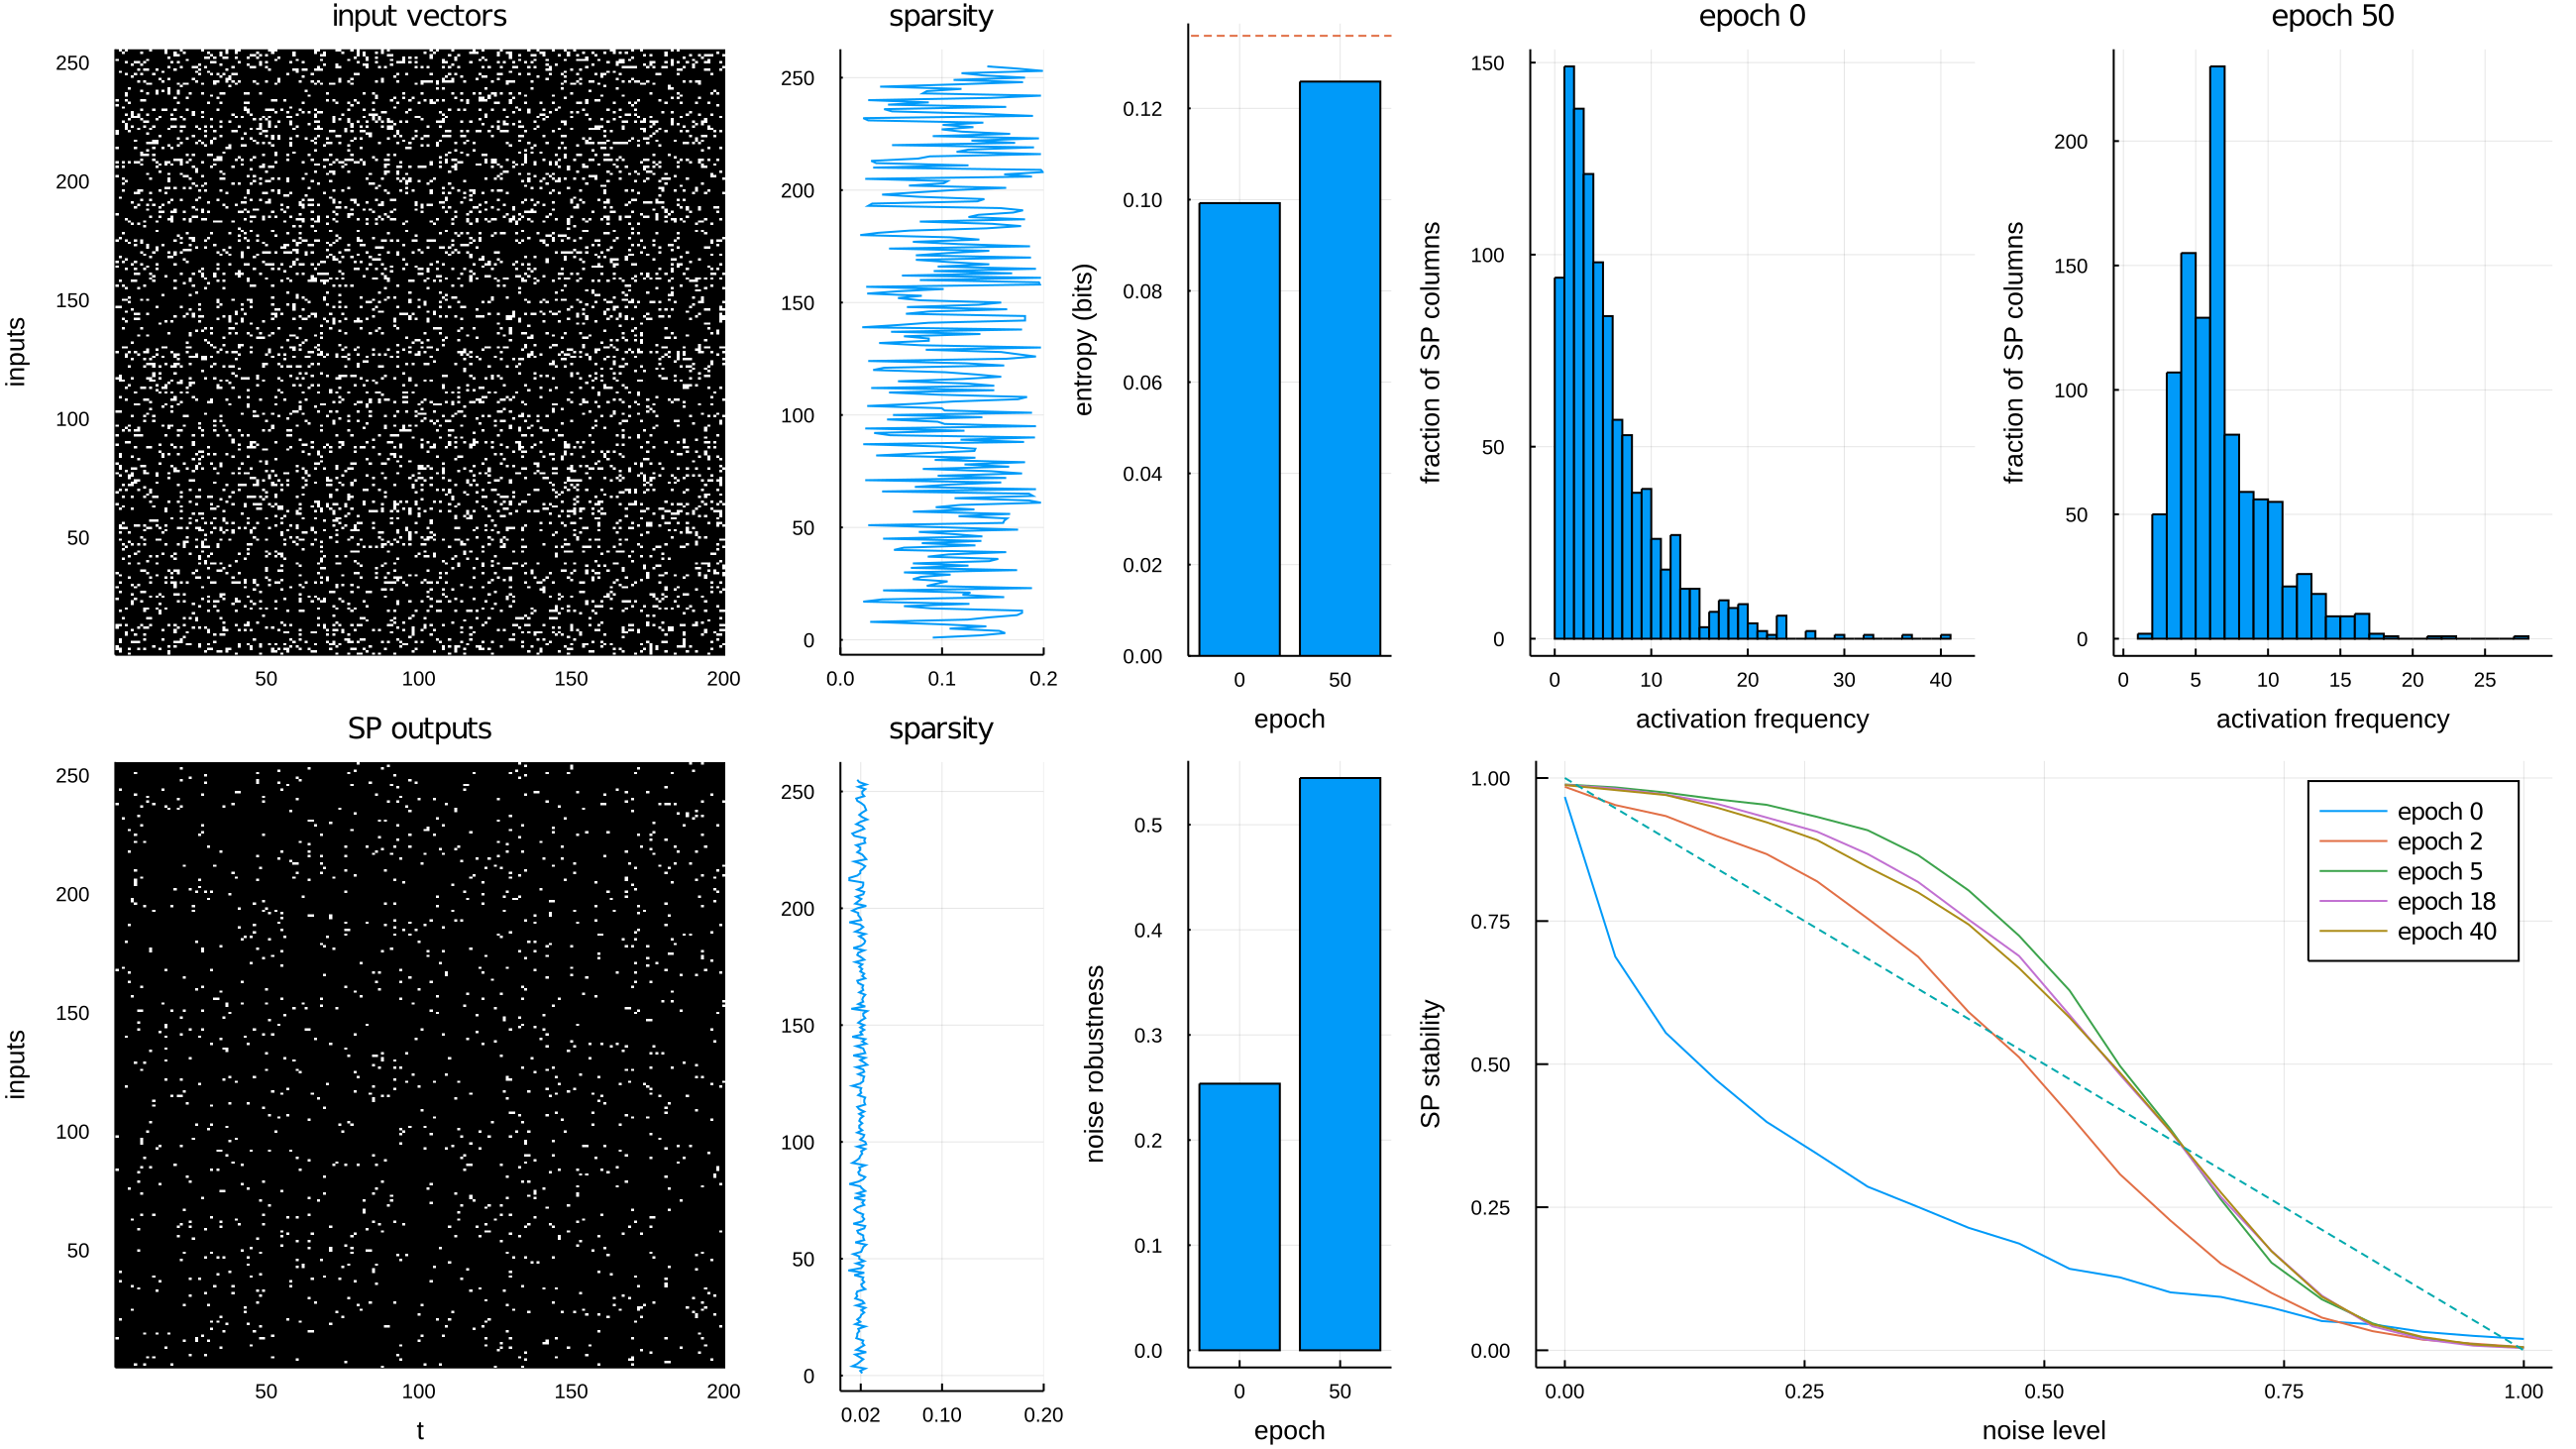 input vectors
250
200
150
100
50
inputs
50 100 150 200
sparsity
250
200
150
100
50
0
0.0 0.1 0.2
0.12
0.10
0.08
0.06
0.04
0.02
0.00
entropy (bits)
0 50
epoch
epoch 0
150
100
50
0
fraction of SP columns
0 10 20 30 40
activation frequency
epoch 50
200
150
100
50
0
fraction of SP columns
0 5 10 15 20 25
activation frequency
SP outputs
250
200
150
100
50
inputs
50 100 150 200
t
sparsity
250
200
150
100
50
0
0.02 0.10 0.20
0.5
0.4
0.3
0.2
0.1
0.0
noise robustness
0 50
epoch
1.00
0.75
0.50
0.25
0.00
SP stability
epoch 0
epoch 2
epoch 5
epoch 18
epoch 40
0.00 0.25 0.50 0.75 1.00
noise level